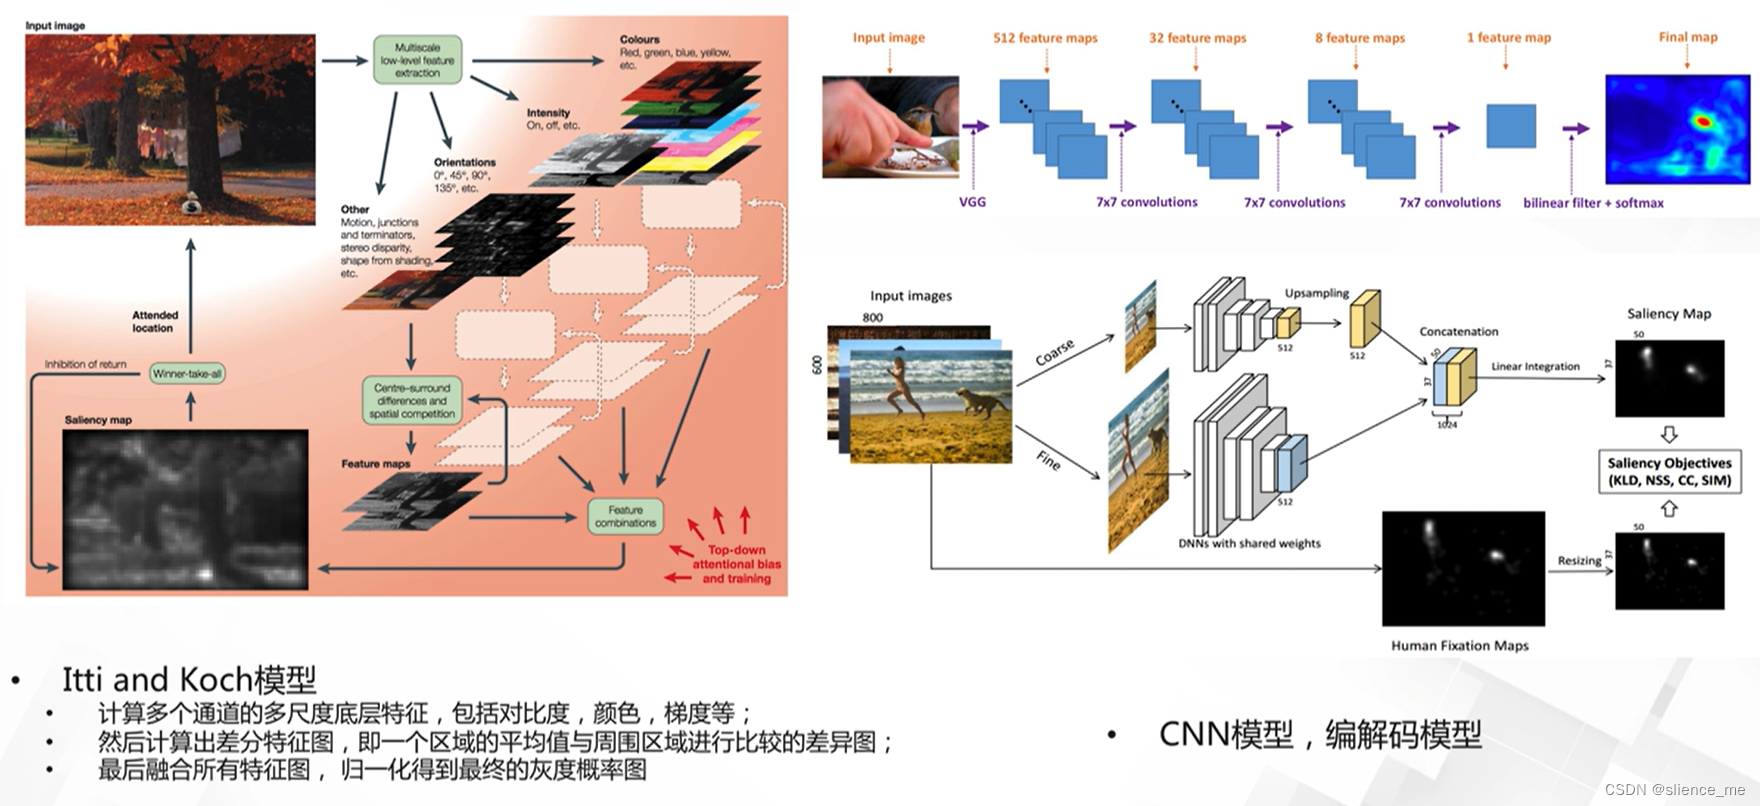 Input image
Multiscale
low-level feature
extraction
Colours
Red, green, blue, yellow,
etc.
Intensity
On, off, etc.
Orientations
0°, 45°, 90°,
135°, etc.
Other
Motion, junctions
and terminators,
stereo disparity,
shape from shading,
etc.
Attended
location
Inhibition of return
Winner-take-all
Centre–surround
differences and
spatial competition
Saliency map
Feature maps
Feature
combinations
Top-down
attentional bias
and training
Input image
512 feature maps
32 feature maps
8 feature maps
1 feature map
Final map
VGG
7x7 convolutions
7x7 convolutions
7x7 convolutions
bilinear filter + softmax
Input images
800
600
Coarse
Fine
Upsampling
512
512
512
DNNs with shared weights
Concatenation
50
37
1024
Linear Integration
Saliency Map
50
37
Saliency Objectives
(KLD, NSS, CC, SIM)
50
37
Resizing
Human Fixation Maps
• Itti and Koch模型
• 计算多个通道的多尺度底层特征，包括对比度，颜色，梯度等；
• 然后计算出差分特征图，即一个区域的平均值与周围区域进行比较的差异图；
• 最后融合所有特征图， 归一化得到最终的灰度概率图
• CNN模型，编解码模型
CSDN @slience_me